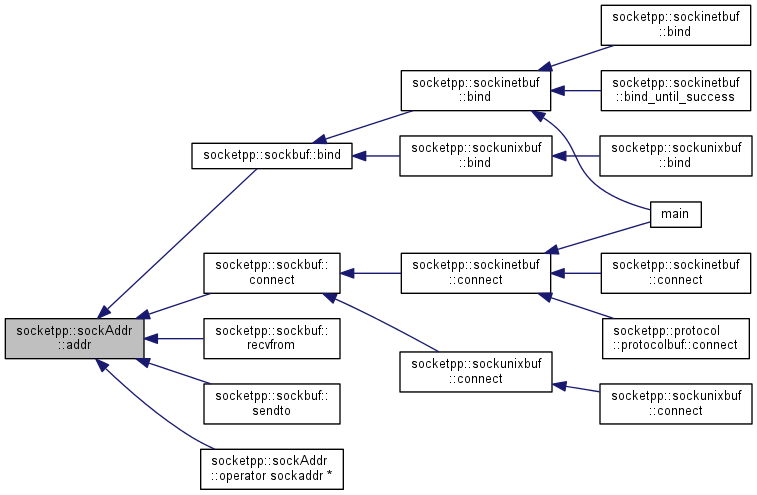 socketpp::sockAddr
::addr
socketpp::sockbuf::bind
socketpp::sockinetbuf
::bind
socketpp::sockinetbuf
::bind
socketpp::sockinetbuf
::bind_until_success
main
socketpp::sockunixbuf
::bind
socketpp::sockunixbuf
::bind
socketpp::sockbuf::
connect
socketpp::sockinetbuf
::connect
socketpp::sockinetbuf
::connect
socketpp::protocol
::protocolbuf::connect
socketpp::sockunixbuf
::connect
socketpp::sockunixbuf
::connect
socketpp::sockbuf::
recvfrom
socketpp::sockbuf::
sendto
socketpp::sockAddr
::operator sockaddr *